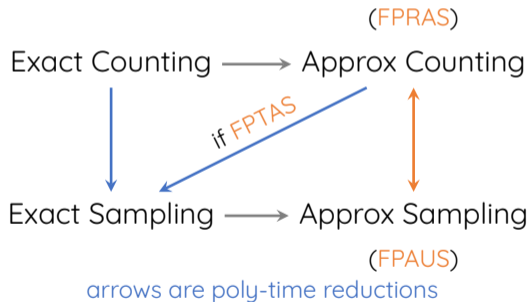 (FPRAS)
Exact Counting Approx Counting
if FPTAS
Exact Sampling Approx Sampling
(FPAUS)
arrows are poly-time reductions